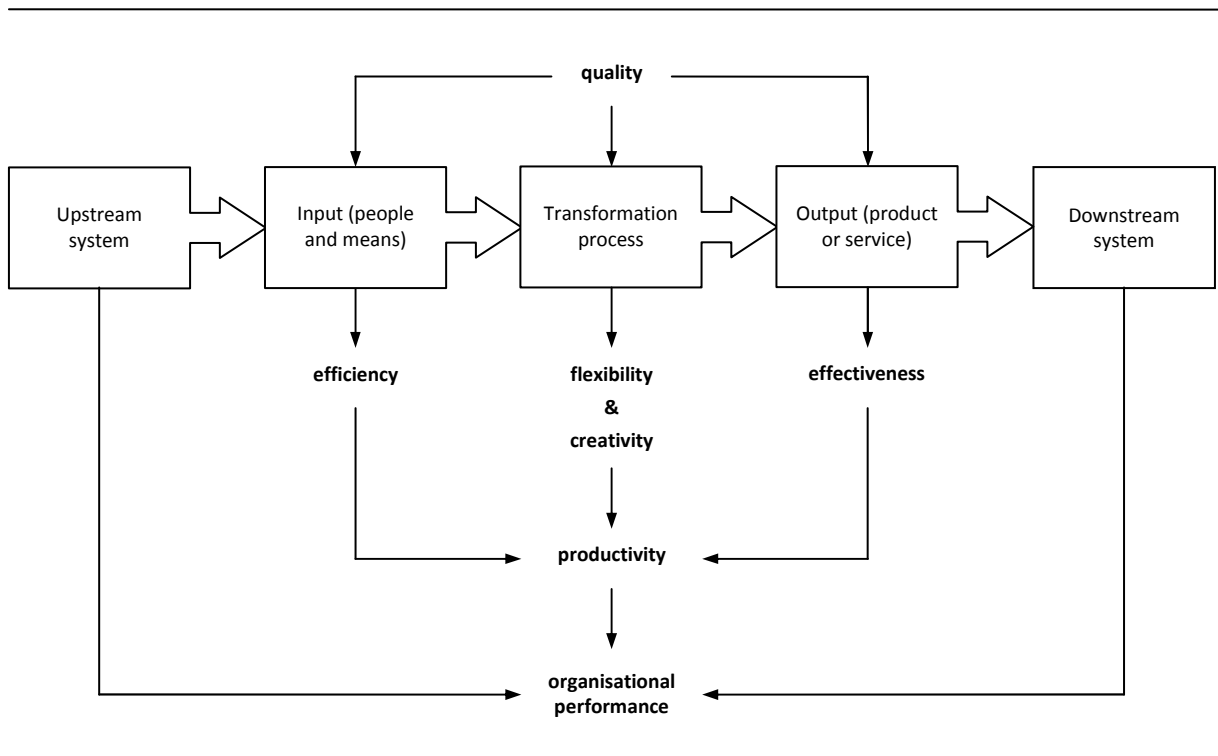 quality
Upstream
system
Input (people
and means)
Transformation
process
Output (product
or service)
Downstream
system
efficiency
flexibility
&
creativity
effectiveness
productivity
organisational
performance